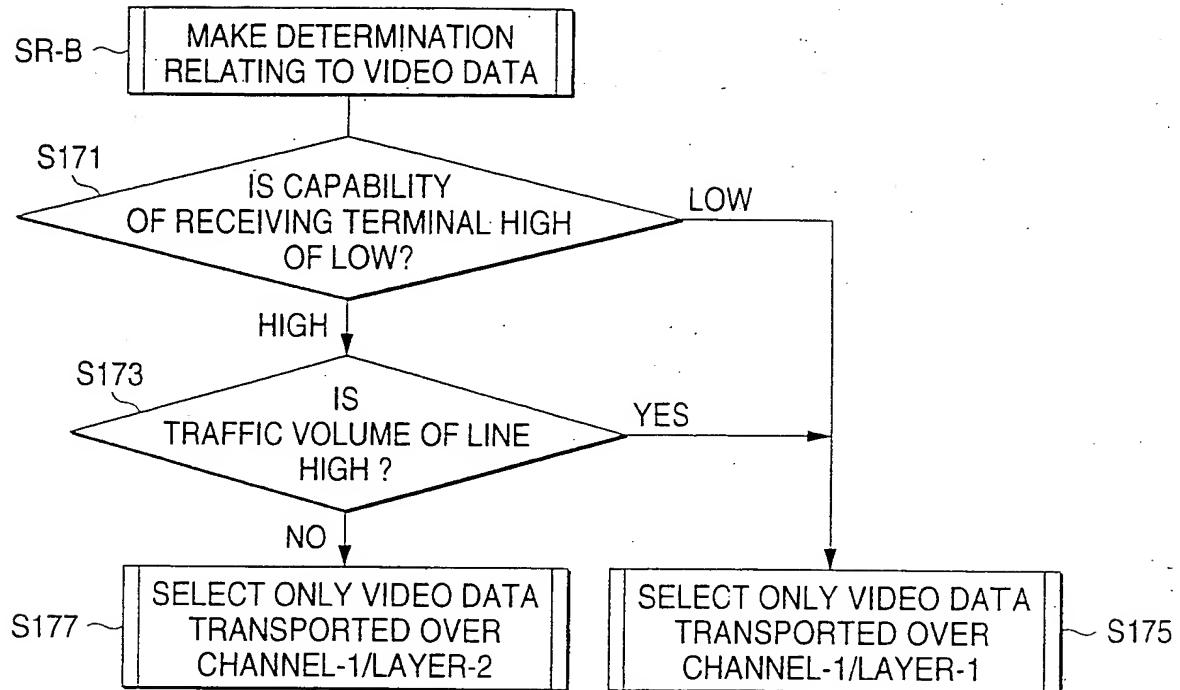 SR-B
MAKE DETERMINATION
RELATING TO VIDEO DATA
S171
IS CAPABILITY
OF RECEIVING TERMINAL HIGH
OF LOW?
LOW
HIGH
S173
IS
TRAFFIC VOLUME OF LINE
HIGH ?
YES
NO
S177
SELECT ONLY VIDEO DATA
TRANSPORTED OVER
CHANNEL-1/LAYER-2
SELECT ONLY VIDEO DATA
TRANSPORTED OVER
CHANNEL-1/LAYER-1
S175